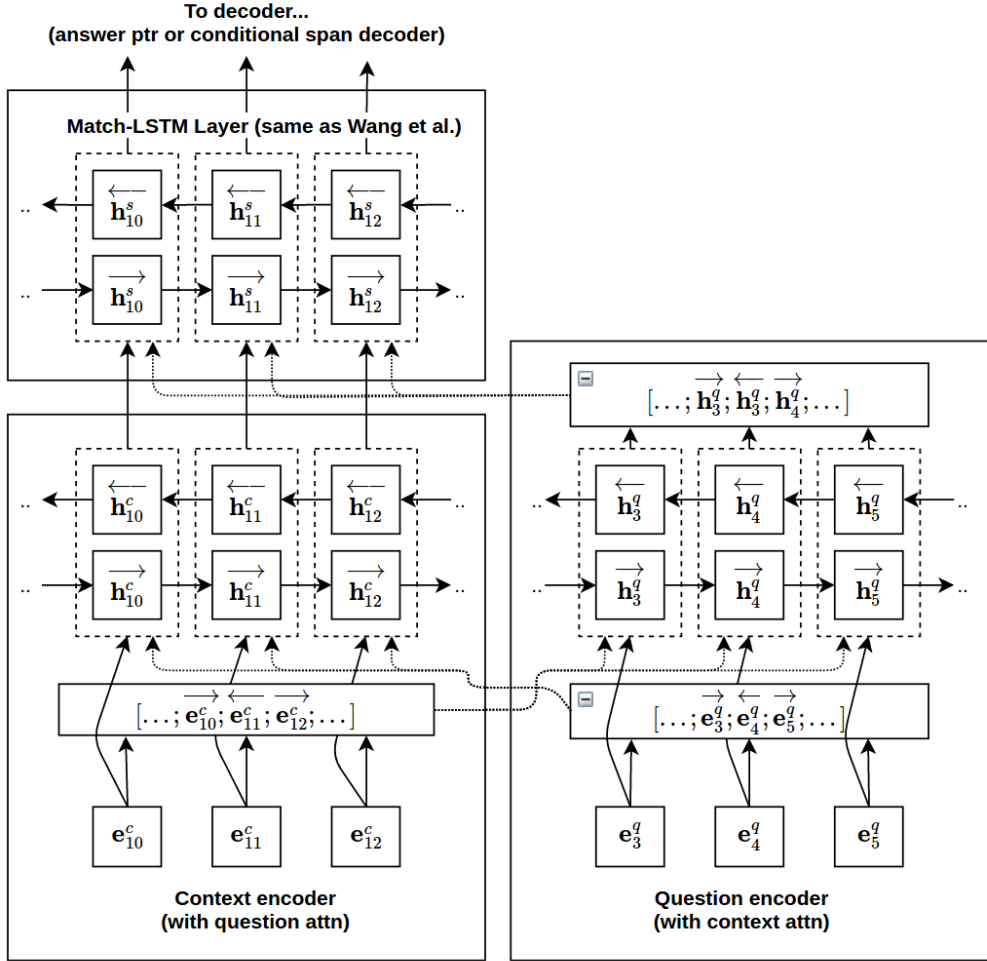 To decoder...
(answer ptr or conditional span decoder)
Match-LSTM Layer (same as Wang et al.)
.. ←h^s_10 ←h^s_11 ←h^s_12 ..
.. →h^s_10 →h^s_11 →h^s_12 ..
[...; →h^q_3; ←h^q_3; →h^q_4; ...]
.. ←h^c_10 ←h^c_11 ←h^c_12 ..
.. →h^c_10 →h^c_11 →h^c_12 ..
.. ←h^q_3 ←h^q_4 ←h^q_5 ..
.. →h^q_3 →h^q_4 →h^q_5 ..
[...; →e^c_10; ←e^c_11; →e^c_12; ...]
[...; →e^q_3; ←e^q_4; →e^q_5; ...]
e^c_10 e^c_11 e^c_12
e^q_3 e^q_4 e^q_5
Context encoder
(with question attn)
Question encoder
(with context attn)